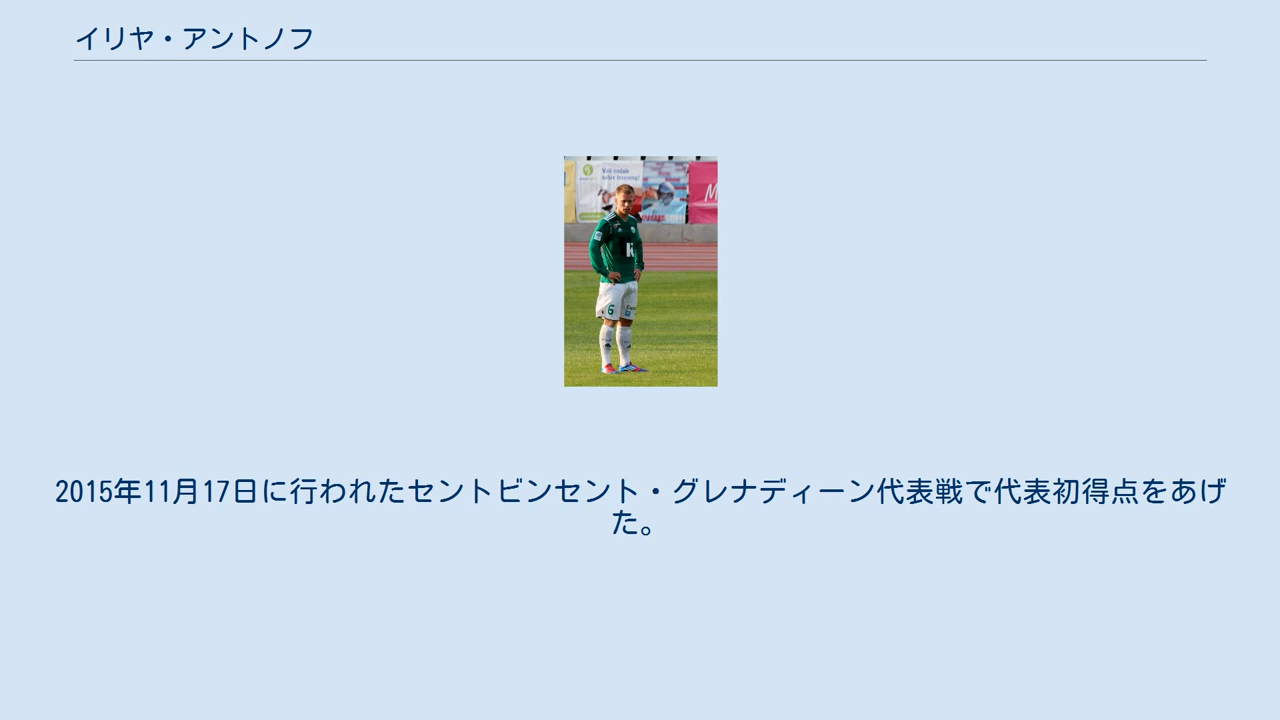 イリヤ・アントノフ
6
2015年11月17日に行われたセントビンセント・グレナディーン代表戦で代表初得点をあげ
た。